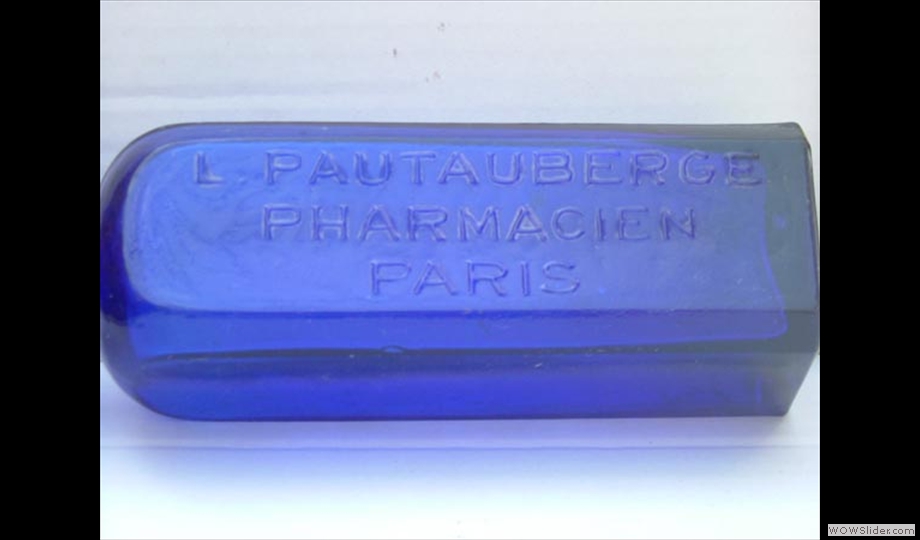 L. PAUTAUBERGE
PHARMACIEN
PARIS
WOWSlider.com